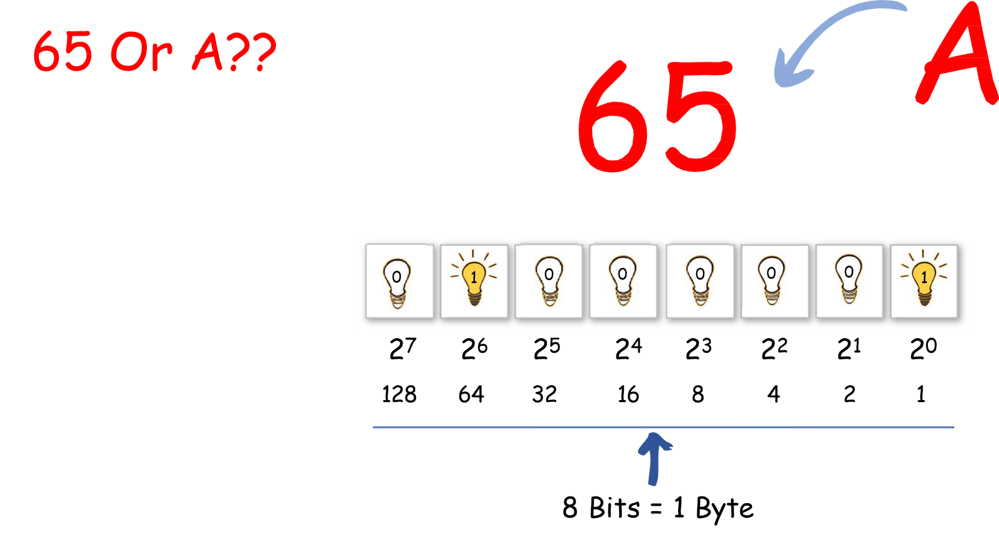 65 Or A??
A
65
0 1 0 0 0 0 0 1
2⁷ 2⁶ 2⁵ 2⁴ 2³ 2² 2¹ 2⁰
128 64 32 16 8 4 2 1
8 Bits = 1 Byte